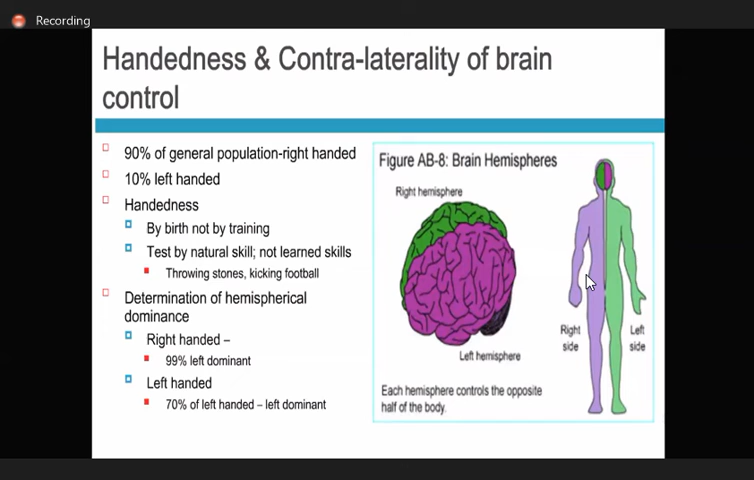 Recording
Handedness & Contra-laterality of brain
control
90% of general population-right handed
10% left handed
Handedness
By birth not by training
Test by natural skill; not learned skills
Throwing stones, kicking football
Determination of hemispherical
dominance
Right handed –
99% left dominant
Left handed
70% of left handed – left dominant
Figure AB-8: Brain Hemispheres
Right hemisphere
Left hemisphere
Right
side
Left
side
Each hemisphere controls the opposite
half of the body.